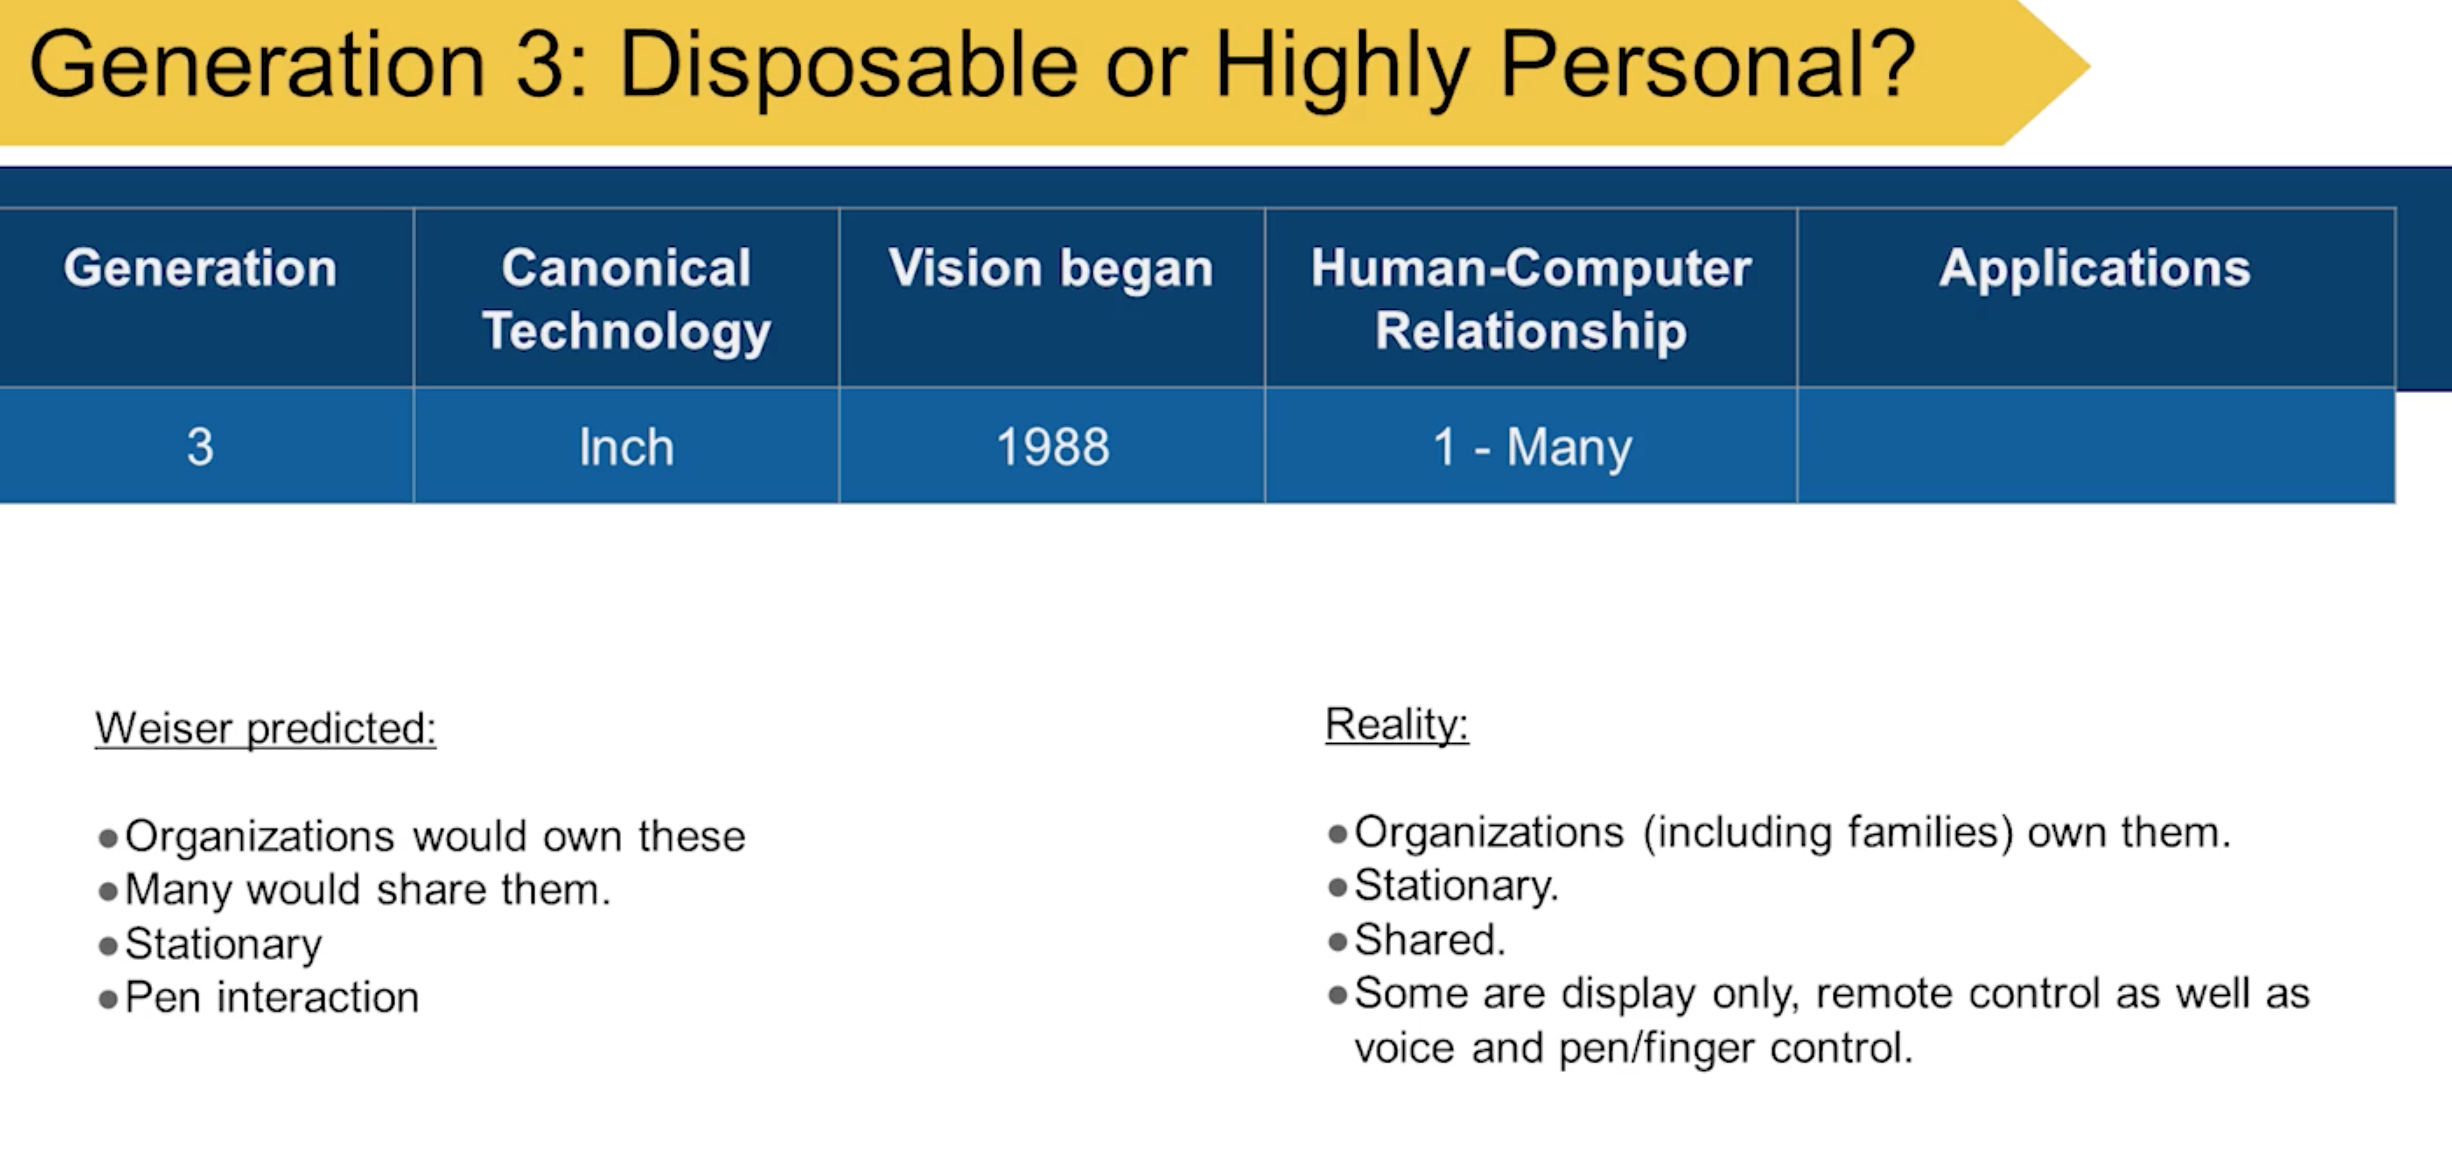 Generation 3: Disposable or Highly Personal?
Generation
Canonical
Technology
Vision began
Human-Computer
Relationship
Applications
3
Inch
1988
1 - Many
Weiser predicted:
●Organizations would own these
●Many would share them.
●Stationary
●Pen interaction
Reality:
●Organizations (including families) own them.
●Stationary.
●Shared.
●Some are display only, remote control as well as
voice and pen/finger control.